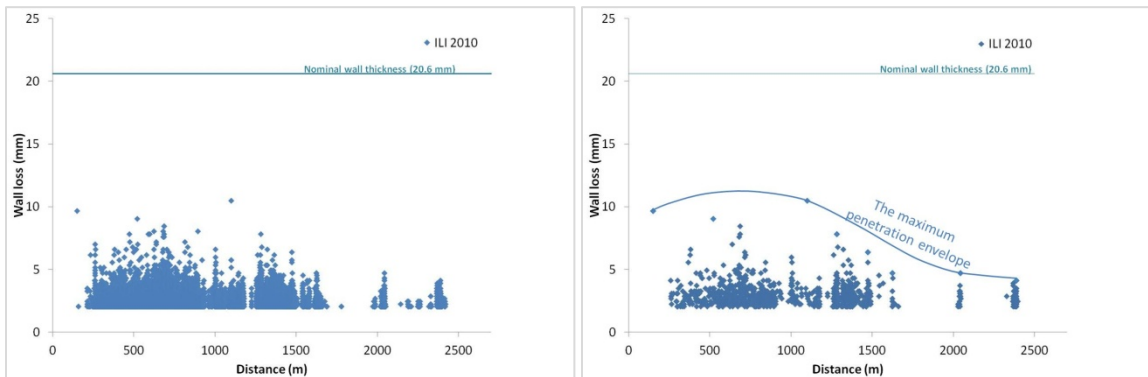 25
ILI 2010
Nominal wall thickness (20.6 mm)
20
15
10
5
0
Wall loss (mm)
0 500 1000 1500 2000 2500
Distance (m)
25
ILI 2010
Nominal wall thickness (20.6 mm)
20
15
10
The maximum
penetration envelope
5
0
Wall loss (mm)
0 500 1000 1500 2000 2500
Distance (m)